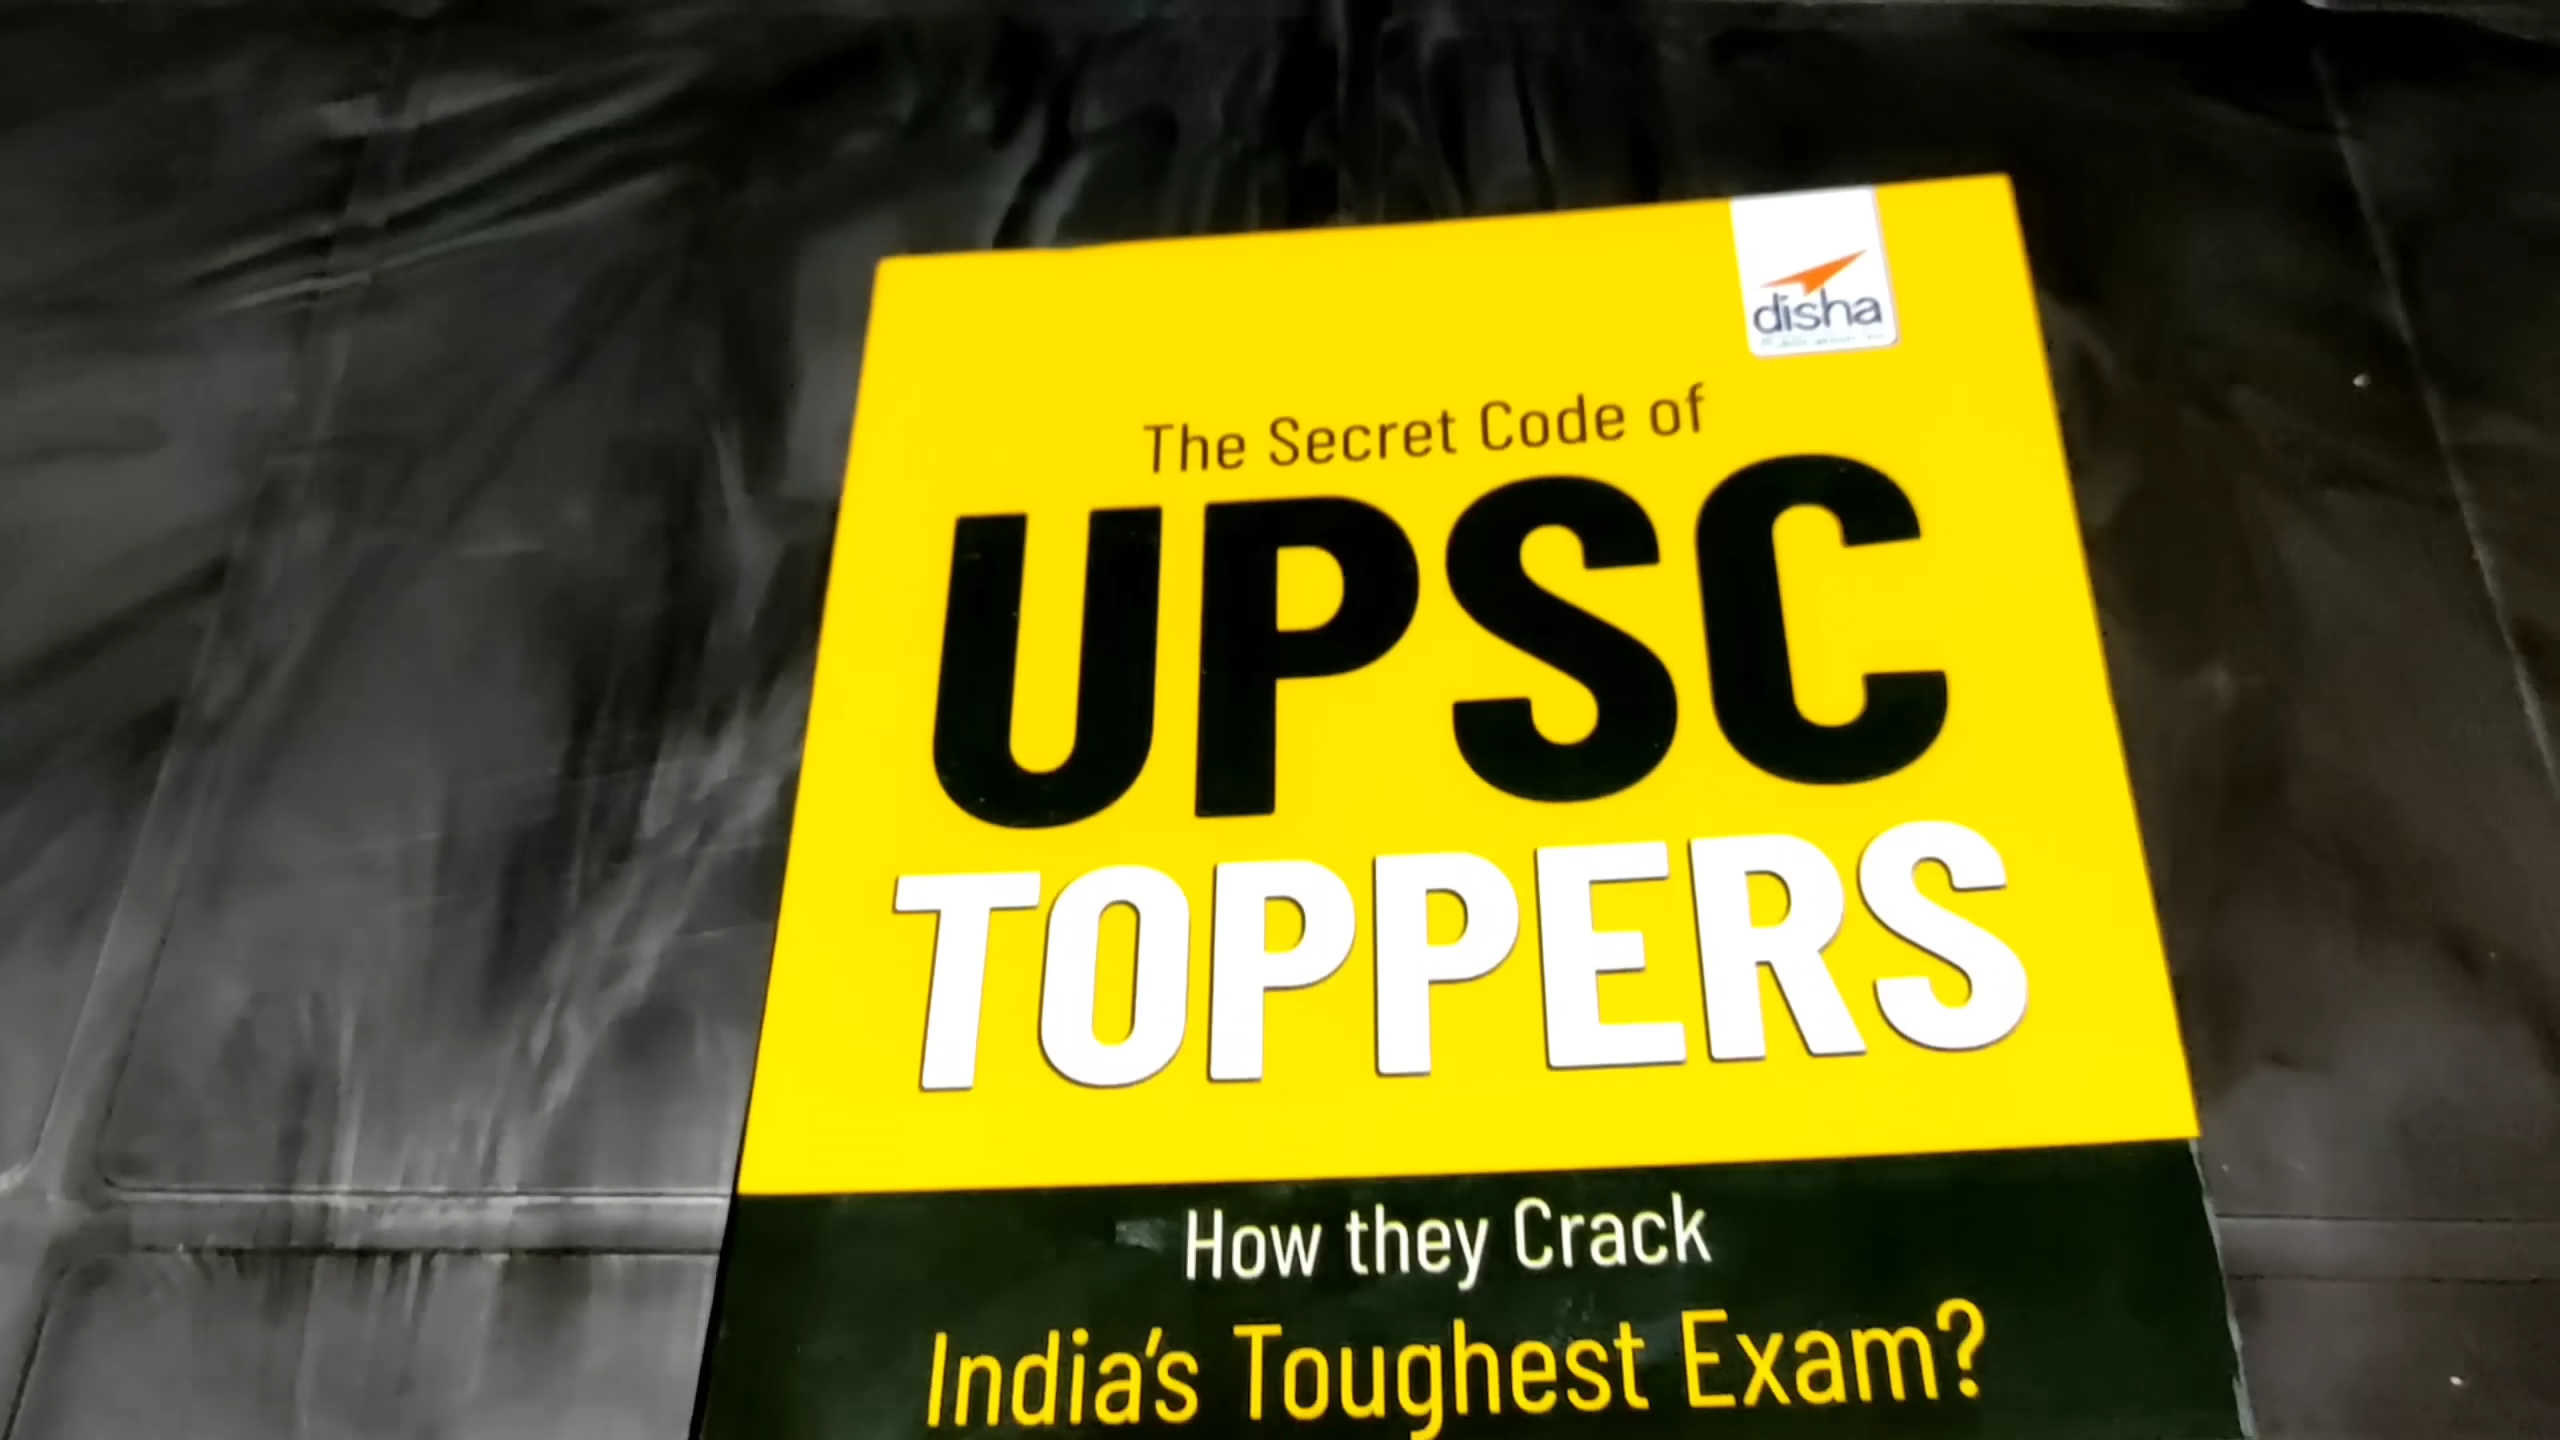 disha
The Secret Code of
UPSC
TOPPERS
How they Crack
India's Toughest Exam?